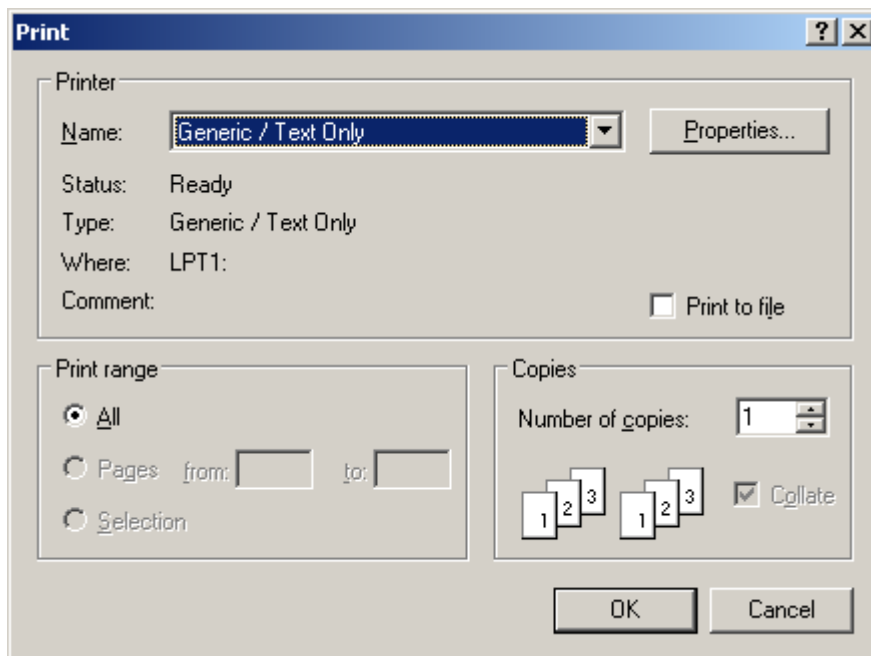 Print
Printer
Name: Generic / Text Only Properties...
Status: Ready
Type: Generic / Text Only
Where: LPT1:
Comment:
Print to file
Print range
All
Pages from: to:
Selection
Copies
Number of copies: 1
1 2 3 1 2 3
Collate
OK Cancel